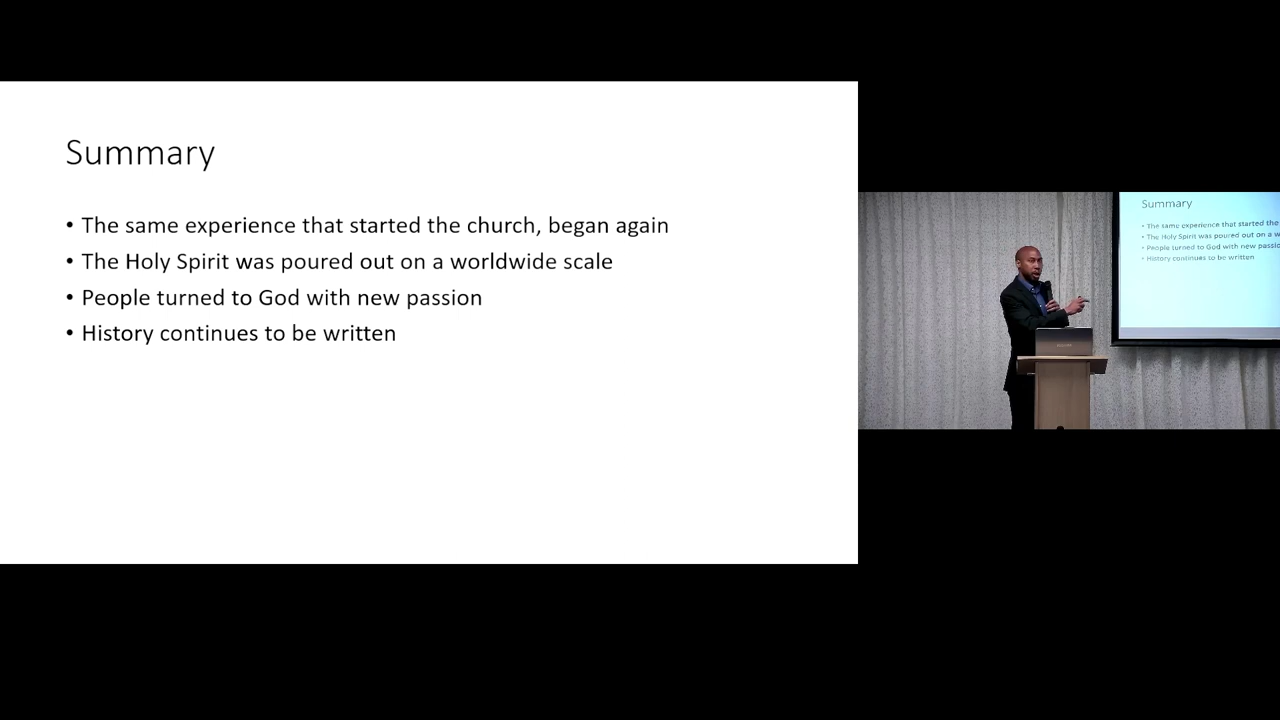 Summary
• The same experience that started the church, began again
• The Holy Spirit was poured out on a worldwide scale
• People turned to God with new passion
• History continues to be written
Summary
• The same experience that started the
• The Holy Spirit was poured out on a w
• People turned to God with new passio
• History continues to be written